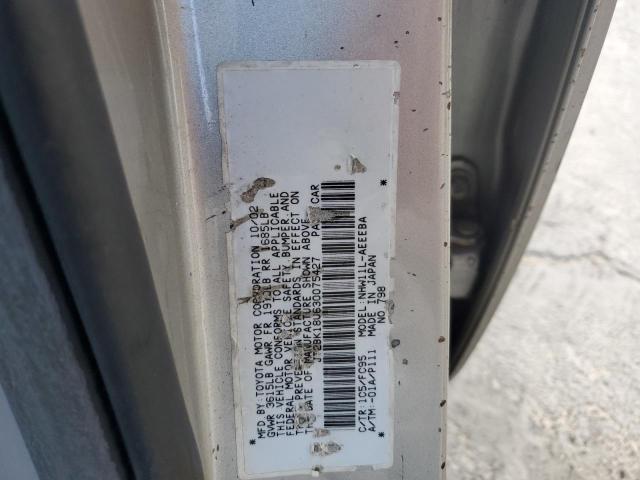 MFD.BY:TOYOTA MOTOR CORPORATION 10/02
GVWR 3615LB GAWR FR 1975LB RR 1685LB
THIS VEHICLE CONFORMS TO ALL APPLICABLE
FEDERAL MOTOR VEHICLE SAFETY, BUMPER, AND
THEFT PREVENTION STANDARDS IN EFFECT ON
THE DATE OF MANUFACTURE SHOWN ABOVE.
JT2BK18U630075427 PASS. CAR
*
*
C/TR:1C5/FC95 MODEL:NHW11L-AEEEBA
A/TM:-01A/P111 MADE IN JAPAN
NO.798